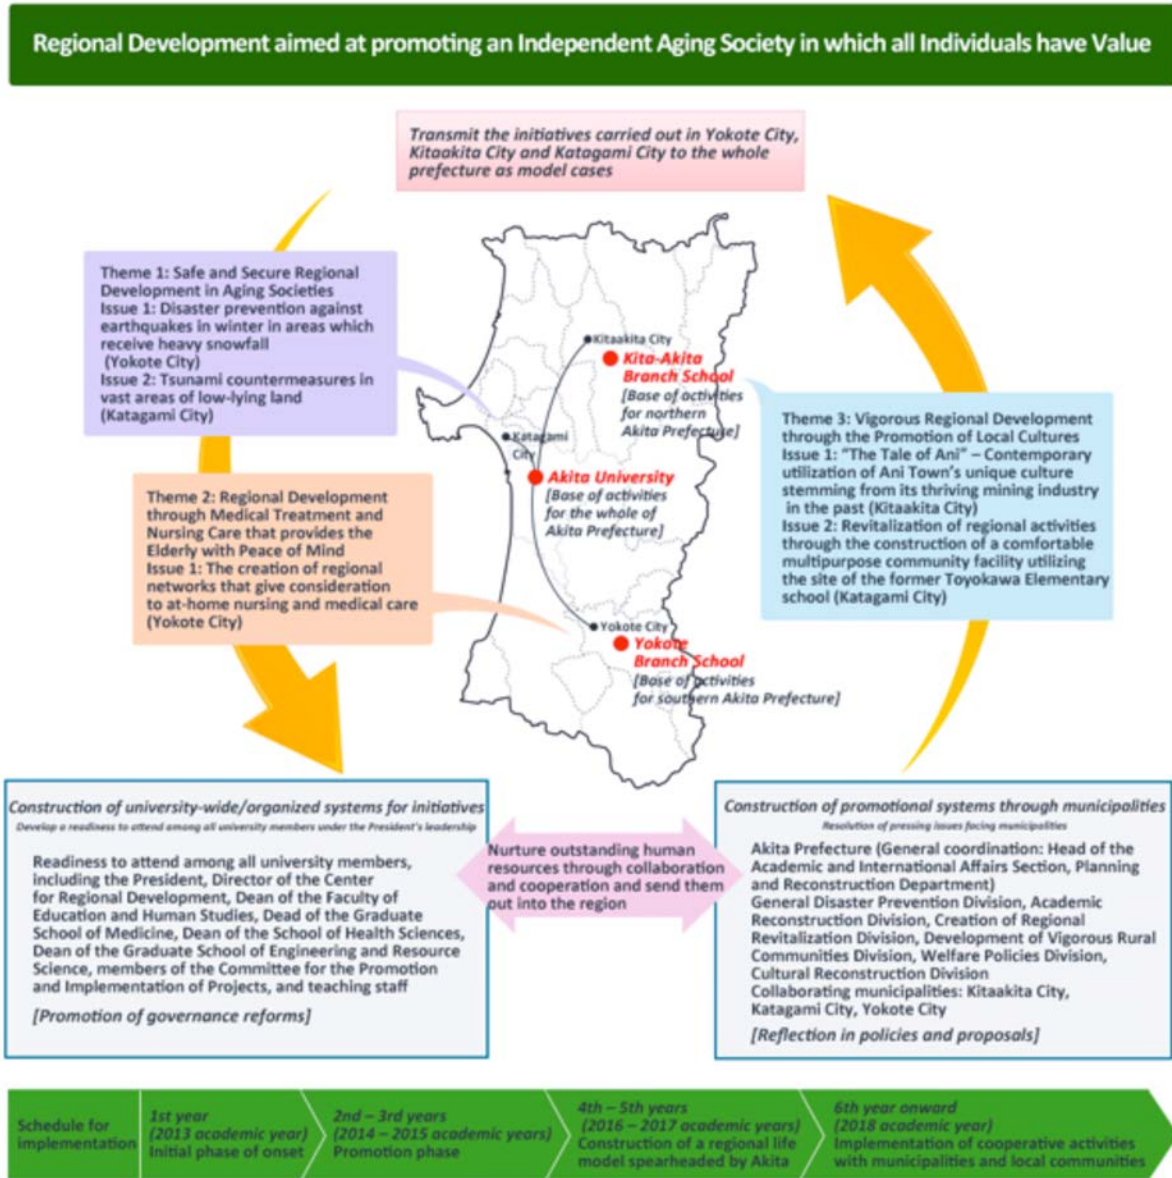 Regional Development aimed at promoting an Independent Aging Society in which all Individuals have Value
Transmit the initiatives carried out in Yokote City,
Kitaakita City and Katagami City to the whole
prefecture as model cases
Theme 1: Safe and Secure Regional
Development in Aging Societies
Issue 1: Disaster prevention against
earthquakes in winter in areas which
receive heavy snowfall
(Yokote City)
Issue 2: Tsunami countermeasures in
vast areas of low-lying land
(Katagami City)
Theme 2: Regional Development
through Medical Treatment and
Nursing Care that provides the
Elderly with Peace of Mind
Issue 1: The creation of regional
networks that give consideration
to at-home nursing and medical care
(Yokote City)
Kitaakita City
Kita-Akita
Branch School
[Base of activities
for northern
Akita Prefecture]
Katagami
City
Akita University
[Base of activities
for the whole of
Akita Prefecture]
Yokote City
Yokote
Branch School
[Base of activities
for southern Akita Prefecture]
Theme 3: Vigorous Regional Development
through the Promotion of Local Cultures
Issue 1: "The Tale of Ani" – Contemporary
utilization of Ani Town's unique culture
stemming from its thriving mining industry
in the past (Kitaakita City)
Issue 2: Revitalization of regional activities
through the construction of a comfortable
multipurpose community facility utilizing
the site of the former Toyokawa Elementary
school (Katagami City)
Construction of university-wide/organized systems for initiatives
Develop a readiness to attend among all university members under the President's leadership
Readiness to attend among all university members,
including the President, Director of the Center
for Regional Development, Dean of the Faculty of
Education and Human Studies, Dead of the Graduate
School of Medicine, Dean of the School of Health Sciences,
Dean of the Graduate School of Engineering and Resource
Science, members of the Committee for the Promotion
and Implementation of Projects, and teaching staff
[Promotion of governance reforms]
Nurture outstanding human
resources through collaboration
and cooperation and send them
out into the region
Construction of promotional systems through municipalities
Resolution of pressing issues facing municipalities
Akita Prefecture (General coordination: Head of the
Academic and International Affairs Section, Planning
and Reconstruction Department)
General Disaster Prevention Division, Academic
Reconstruction Division, Creation of Regional
Revitalization Division, Development of Vigorous Rural
Communities Division, Welfare Policies Division,
Cultural Reconstruction Division
Collaborating municipalities: Kitaakita City,
Katagami City, Yokote City
[Reflection in policies and proposals]
Schedule for
implementation
1st year
(2013 academic year)
Initial phase of onset
2nd – 3rd years
(2014 – 2015 academic years)
Promotion phase
4th – 5th years
(2016 – 2017 academic years)
Construction of a regional life
model spearheaded by Akita
6th year onward
(2018 academic year)
Implementation of cooperative activities
with municipalities and local communities